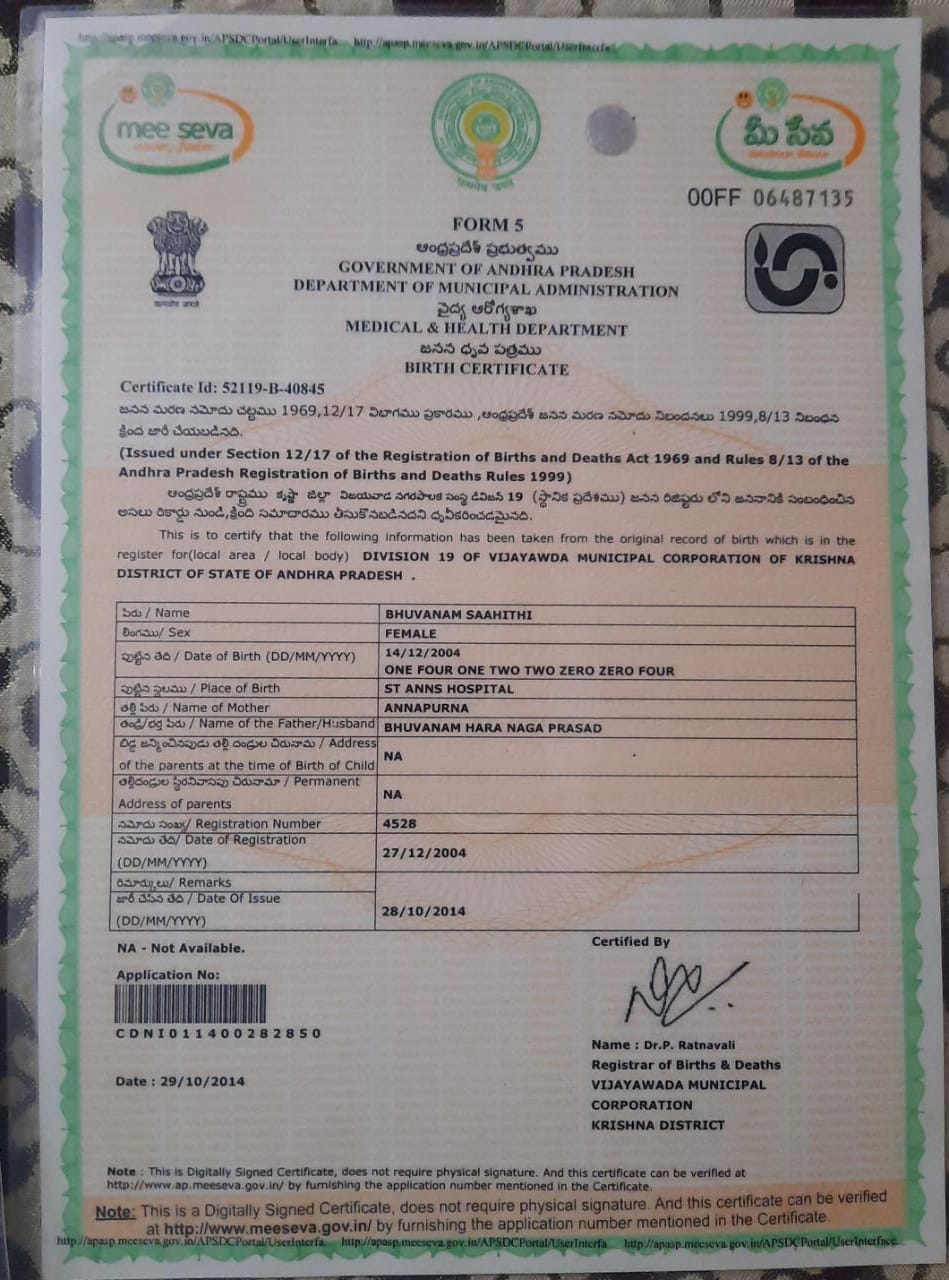 http://apasp.meeseva.gov.in/APSDCPortal/UserInterfa http://apasp.meeseva.gov.in/APSDCPortal/UserInterfa
mee seva
మీ సేవ
00FF 06487135
FORM 5
ఆంధ్రప్రదేశ్ ప్రభుత్వము
GOVERNMENT OF ANDHRA PRADESH
DEPARTMENT OF MUNICIPAL ADMINISTRATION
వైద్య ఆరోగ్యశాఖ
MEDICAL & HEALTH DEPARTMENT
జనన ధృవ పత్రము
BIRTH CERTIFICATE
Certificate Id: 52119-B-40845
జనన మరణ నమోదు చట్టము 1969,12/17 విభాగము ప్రకారము ,ఆంధ్రప్రదేశ్ జనన మరణ నమోదు నిబందనలు 1999,8/13 నిబందన
క్రింద జారీ చేయబడినది.
(Issued under Section 12/17 of the Registration of Births and Deaths Act 1969 and Rules 8/13 of the
Andhra Pradesh Registration of Births and Deaths Rules 1999)
ఆంధ్రప్రదేశ్ రాష్ట్రము కృష్ణా జిల్లా విజయవాడ నగరపాలక సంస్థ డివిజన్ 19 (స్థానిక ప్రదేశము) జనన రిజిష్టరు లోని జననానికి సంబంధించిన
అసలు రికార్డు నుండి,క్రింది సమాచారము తీసుకొనబడినదని ధృవీకరించడమైనది.
This is to certify that the following information has been taken from the original record of birth which is in the
register for(local area / local body) DIVISION 19 OF VIJAYAWDA MUNICIPAL CORPORATION OF KRISHNA
DISTRICT OF STATE OF ANDHRA PRADESH .
పేరు / Name BHUVANAM SAAHITHI
లింగము/ Sex FEMALE
పుట్టిన తేది / Date of Birth (DD/MM/YYYY) 14/12/2004
ONE FOUR ONE TWO TWO ZERO ZERO FOUR
పుట్టిన స్థలము / Place of Birth ST ANNS HOSPITAL
తల్లి పేరు / Name of Mother ANNAPURNA
తండ్రి/భర్త పేరు / Name of the Father/Husband BHUVANAM HARA NAGA PRASAD
బిడ్డ జన్మించినపుడు తల్లి దండ్రుల చిరునామా / Address
of the parents at the time of Birth of Child NA
తల్లిదండ్రుల స్థిరనివాసపు చిరునామా / Permanent
Address of parents NA
నమోదు సంఖ్య/ Registration Number 4528
నమోదు తేది/ Date of Registration
(DD/MM/YYYY) 27/12/2004
రిమార్కులు/ Remarks
జారీ చేసిన తేది / Date Of Issue
(DD/MM/YYYY) 28/10/2014
NA - Not Available.
Certified By
Application No:
CDNI011400282850
Name : Dr.P. Ratnavali
Registrar of Births & Deaths
Date : 29/10/2014
VIJAYAWADA MUNICIPAL
CORPORATION
KRISHNA DISTRICT
Note : This is Digitally Signed Certificate, does not require physical signature. And this certificate can be verified at
http://www.ap.meeseva.gov.in/ by furnishing the application number mentioned in the Certificate.
Note: This is a Digitally Signed Certificate, does not require physical signature. And this certificate can be verified
at http://www.meeseva.gov.in/ by furnishing the application number mentioned in the Certificate.
http://apasp.meeseva.gov.in/APSDCPortal/UserInterfa http://apasp.meeseva.gov.in/APSDCPortal/UserInterfa http://apasp.meeseva.gov.in/APSDCPortal/UserInterface